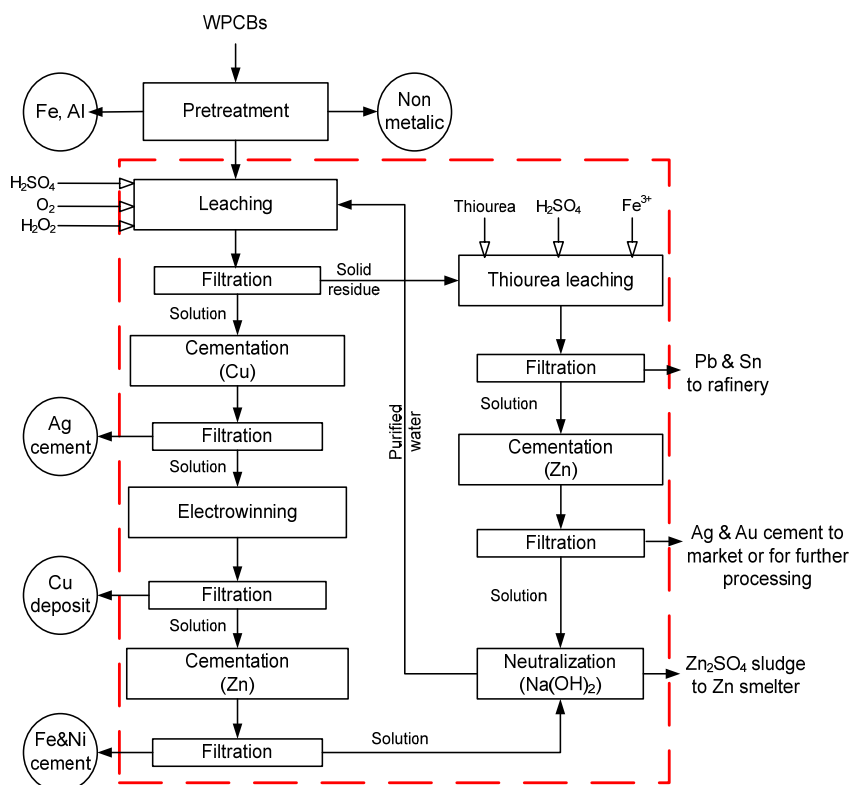 WPCBs
Fe, Al
Pretreatment
Non
metalic
H₂SO₄
O₂
H₂O₂
Leaching
Thiourea
H₂SO₄
Fe³⁺
Filtration
Solid
residue
Thiourea leaching
Solution
Cementation
(Cu)
Filtration
Pb & Sn
to rafinery
Solution
Ag
cement
Filtration
Solution
Purified
water
Cementation
(Zn)
Electrowinning
Filtration
Ag & Au cement to
market or for further
processing
Cu
deposit
Filtration
Solution
Solution
Cementation
(Zn)
Neutralization
(Na(OH)₂)
Zn₂SO₄ sludge
to Zn smelter
Fe&Ni
cement
Filtration
Solution